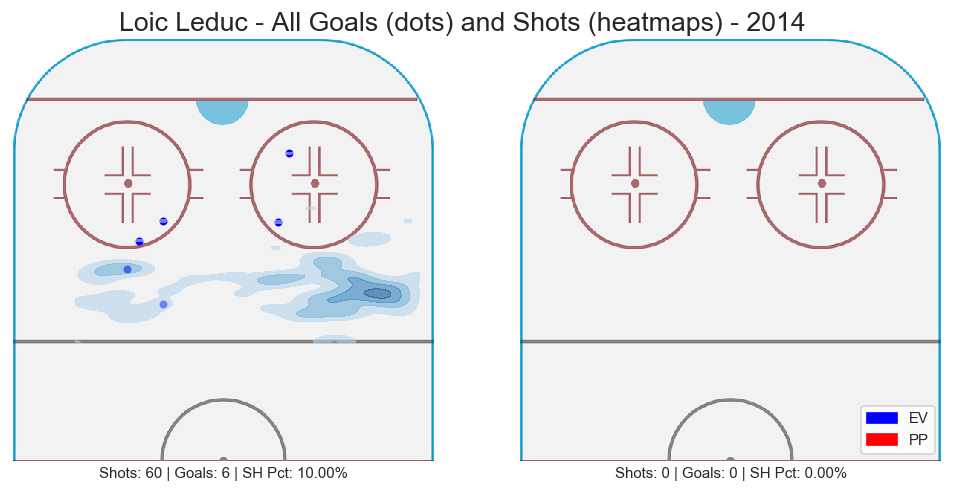 Loic Leduc - All Goals (dots) and Shots (heatmaps) - 2014
EV
PP
Shots: 60 | Goals: 6 | SH Pct: 10.00%
Shots: 0 | Goals: 0 | SH Pct: 0.00%